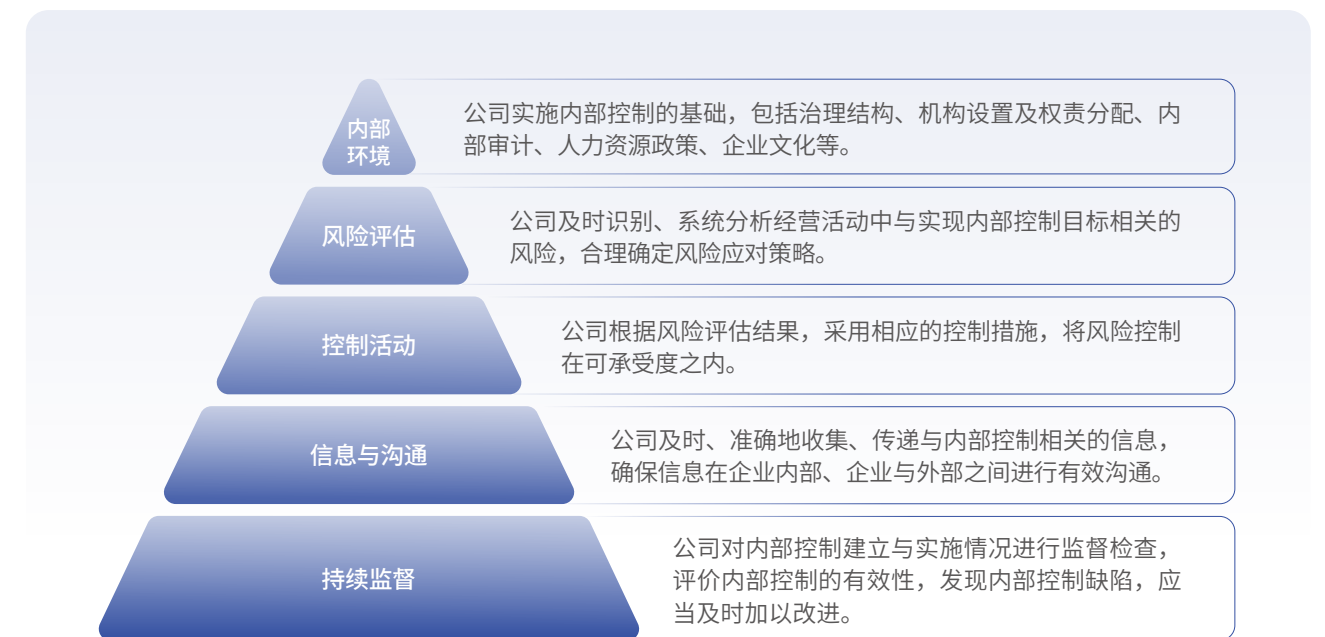 内部
环境
公司实施内部控制的基础，包括治理结构、机构设置及权责分配、内
部审计、人力资源政策、企业文化等。
风险评估
公司及时识别、系统分析经营活动中与实现内部控制目标相关的
风险，合理确定风险应对策略。
控制活动
公司根据风险评估结果，采用相应的控制措施，将风险控制
在可承受度之内。
信息与沟通
公司及时、准确地收集、传递与内部控制相关的信息，
确保信息在企业内部、企业与外部之间进行有效沟通。
持续监督
公司对内部控制建立与实施情况进行监督检查，
评价内部控制的有效性，发现内部控制缺陷，应
当及时加以改进。